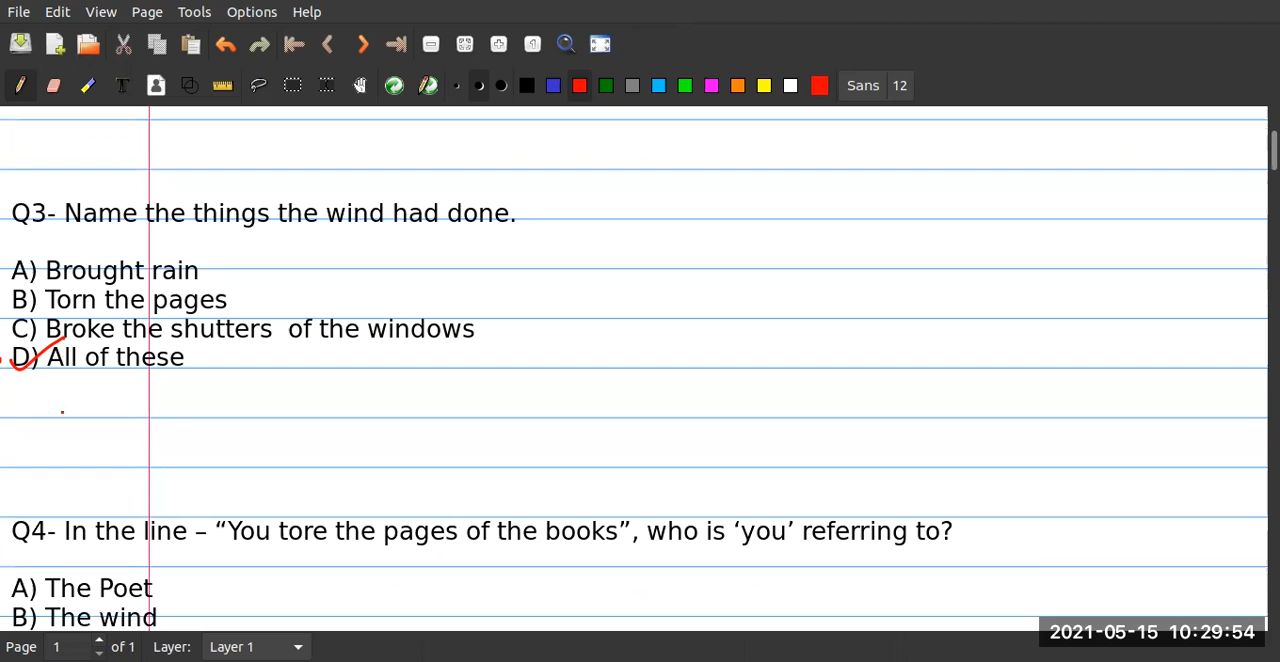 File Edit View Page Tools Options Help
Sans 12
Q3- Name the things the wind had done.
A) Brought rain
B) Torn the pages
C) Broke the shutters  of the windows
D) All of these
Q4- In the line – “You tore the pages of the books”, who is ‘you’ referring to?
A) The Poet
B) The wind
2021-05-15 10:29:54
Page 1 of 1 Layer: Layer 1